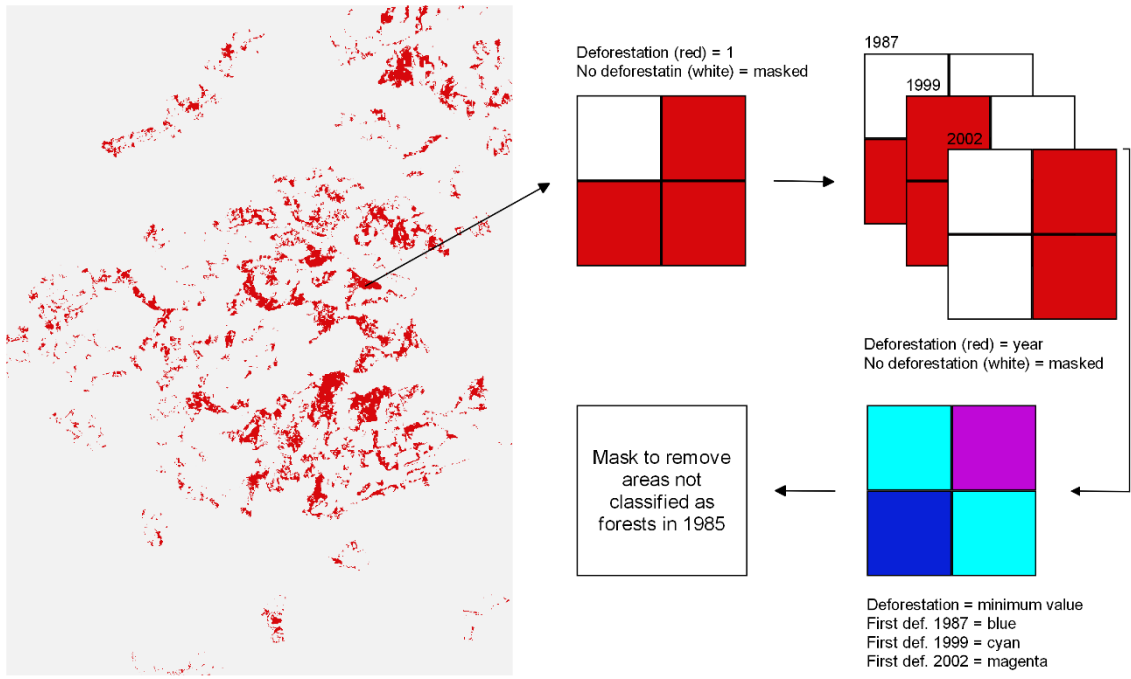 Deforestation (red) = 1
No deforestatin (white) = masked
1987
1999
2002
Deforestation (red) = year
No deforestation (white) = masked
Mask to remove
areas not
classified as
forests in 1985
Deforestation = minimum value
First def. 1987 = blue
First def. 1999 = cyan
First def. 2002 = magenta